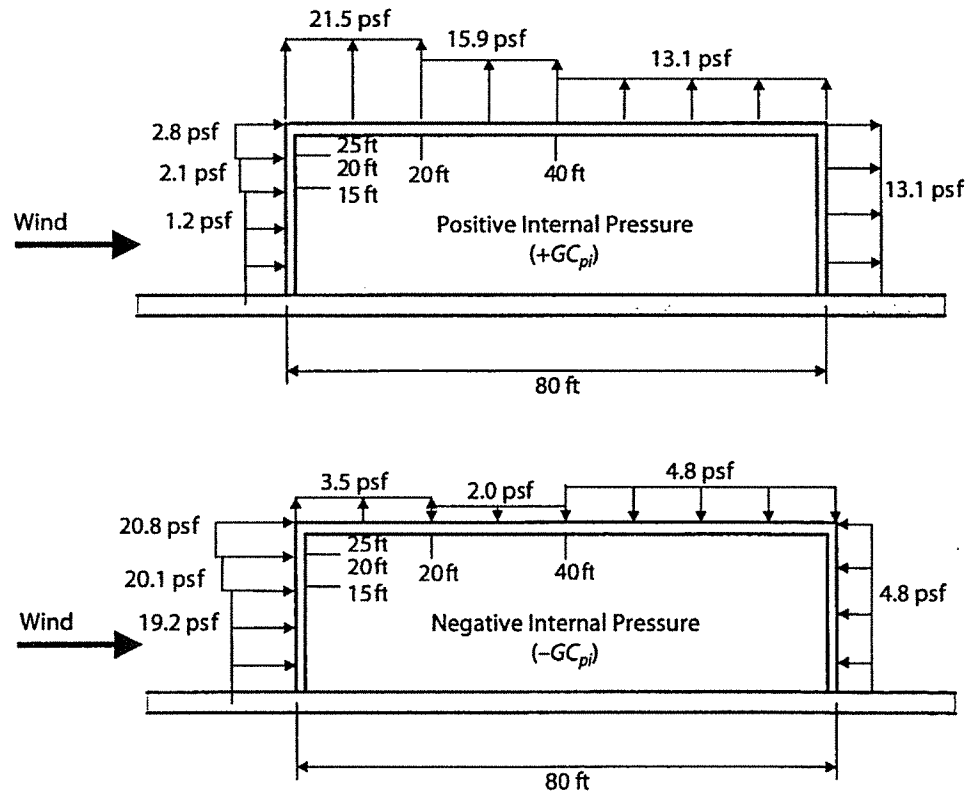 21.5 psf
15.9 psf
13.1 psf
2.8 psf
2.1 psf
1.2 psf
25 ft
20 ft
15 ft
20 ft
40 ft
13.1 psf
Wind
Positive Internal Pressure
(+GCpi)
80 ft
3.5 psf
2.0 psf
4.8 psf
20.8 psf
20.1 psf
19.2 psf
25 ft
20 ft
15 ft
20 ft
40 ft
4.8 psf
Wind
Negative Internal Pressure
(–GCpi)
80 ft